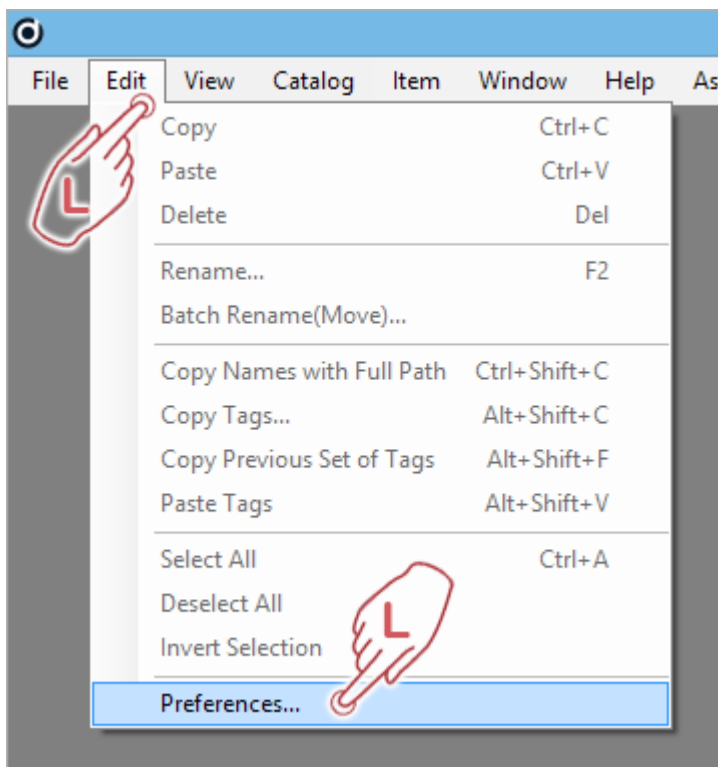 File Edit View Catalog Item Window Help As
Copy Ctrl+C
Paste Ctrl+V
Delete Del
Rename... F2
Batch Rename(Move)...
Copy Names with Full Path Ctrl+Shift+C
Copy Tags... Alt+Shift+C
Copy Previous Set of Tags Alt+Shift+F
Paste Tags Alt+Shift+V
Select All Ctrl+A
Deselect All
Invert Selection
Preferences...
L
L